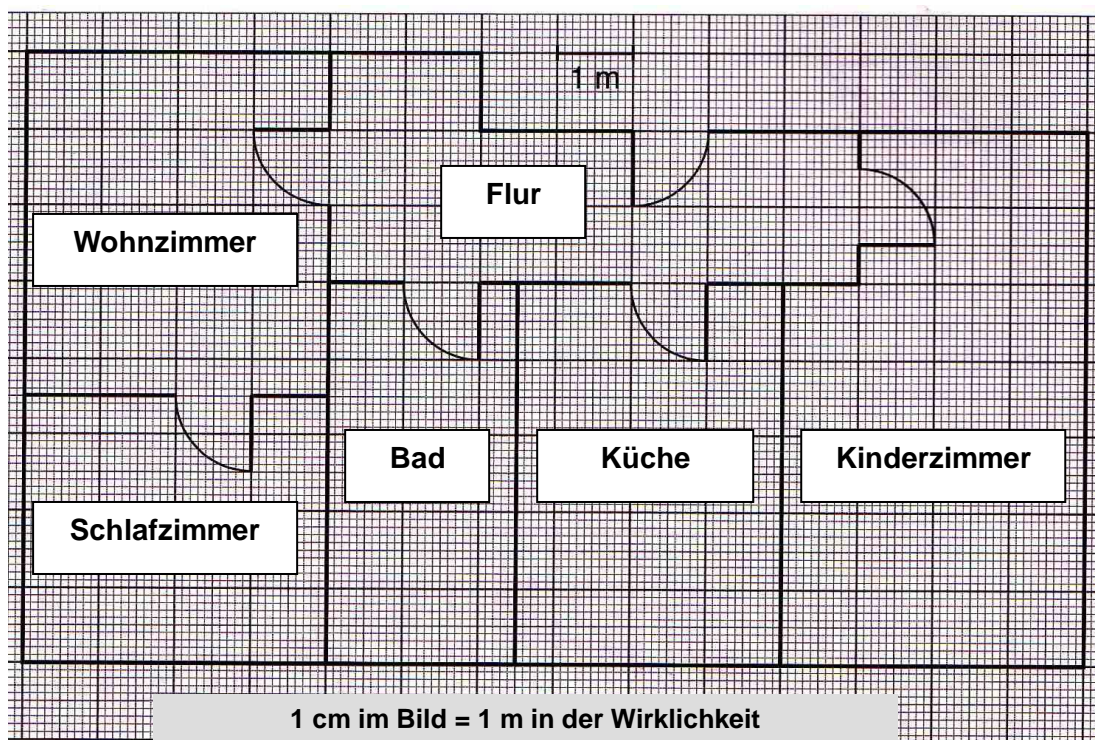 1 m
Flur
Wohnzimmer
Bad
Küche
Kinderzimmer
Schlafzimmer
1 cm im Bild = 1 m in der Wirklichkeit